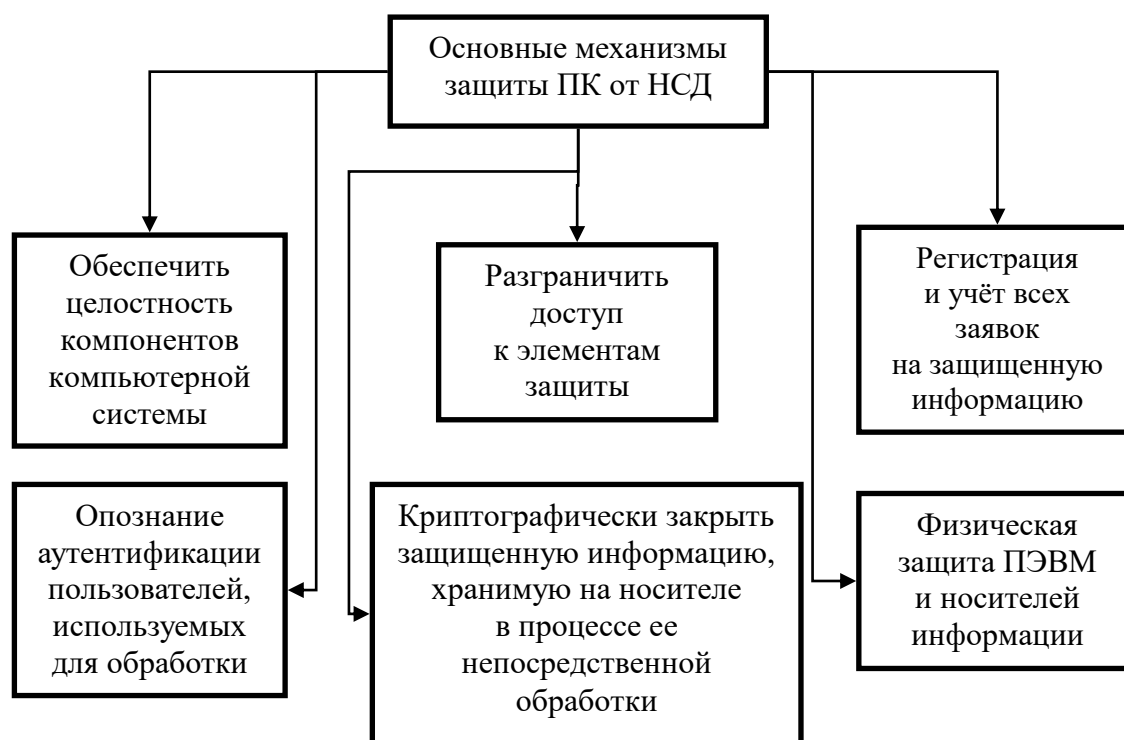 Основные механизмы
защиты ПК от НСД
Обеспечить
целостность
компонентов
компьютерной
системы
Разграничить
доступ
к элементам
защиты
Регистрация
и учёт всех
заявок
на защищенную
информацию
Опознание
аутентификации
пользователей,
используемых
для обработки
Криптографически закрыть
защищенную информацию,
хранимую на носителе
в процессе ее
непосредственной
обработки
Физическая
защита ПЭВМ
и носителей
информации